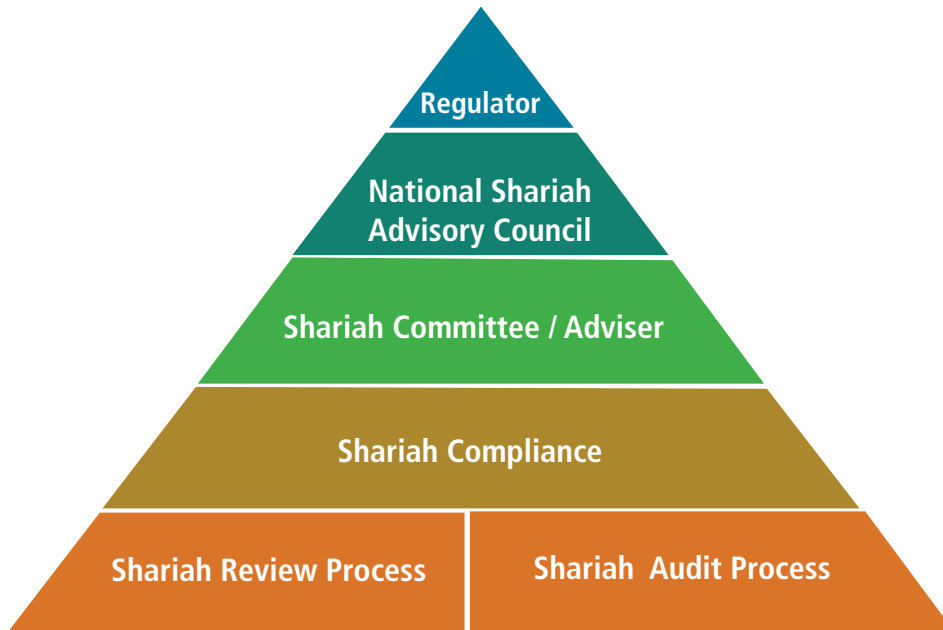 Regulator
National Shariah
Advisory Council
Shariah Committee / Adviser
Shariah Compliance
Shariah Review Process
Shariah Audit Process